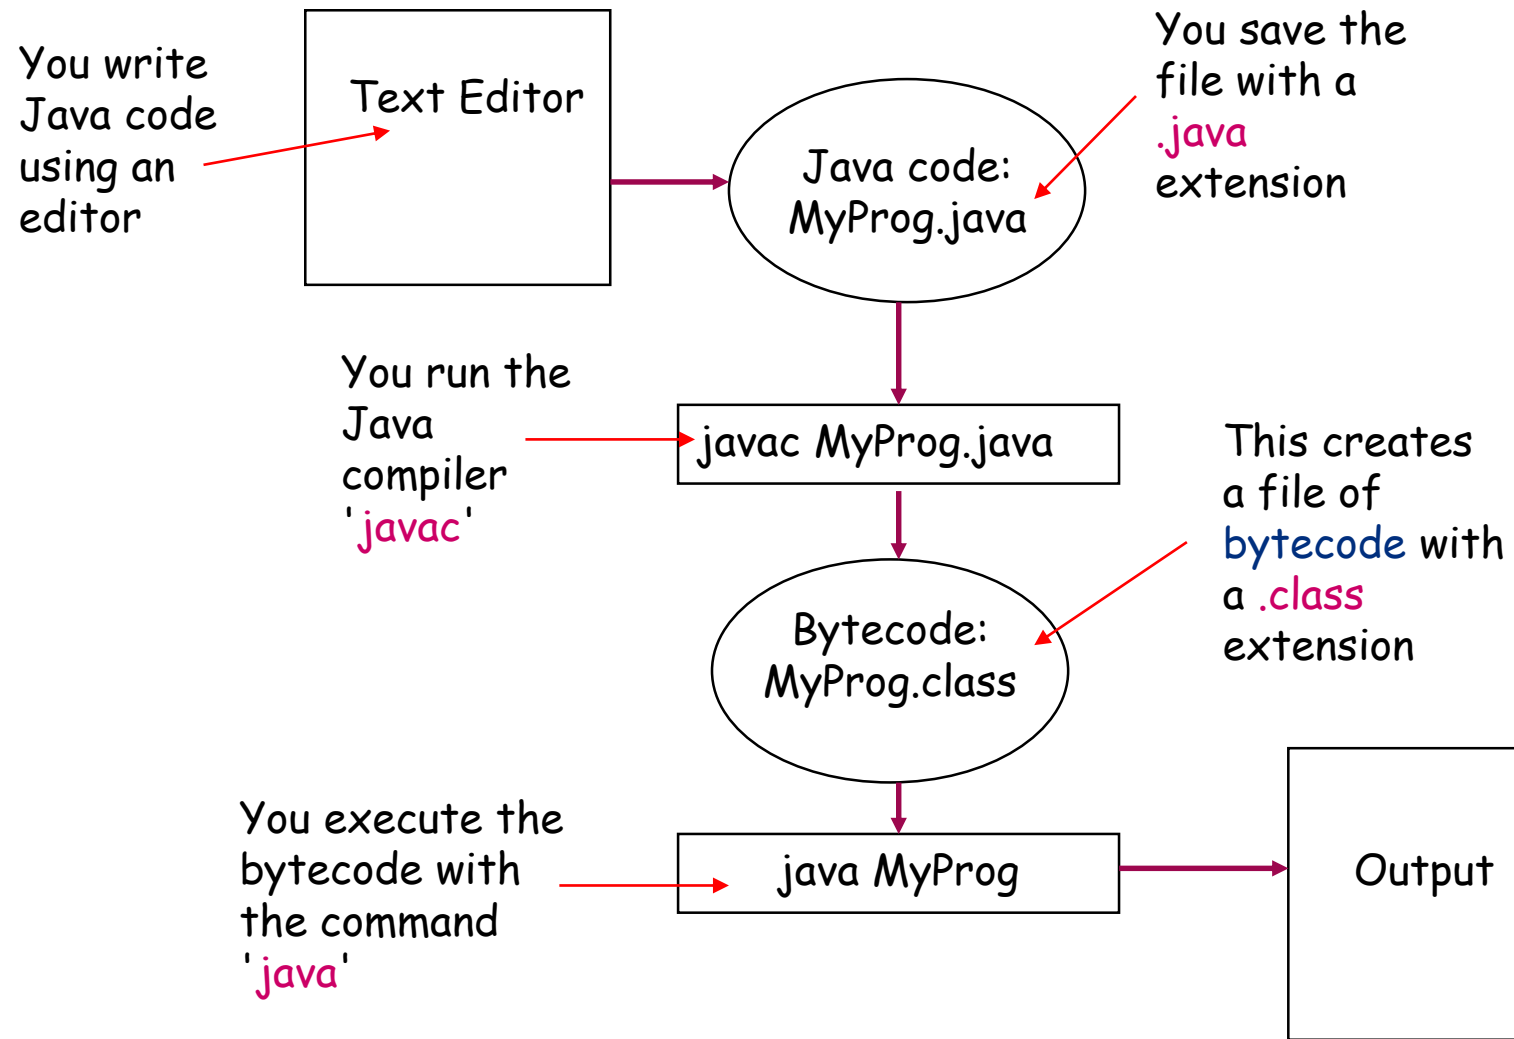 You write
Java code
using an
editor
Text Editor
Java code:
MyProg.java
You save the
file with a
.java
extension
You run the
Java
compiler
'javac'
javac MyProg.java
This creates
a file of
bytecode with
a .class
extension
Bytecode:
MyProg.class
You execute the
bytecode with
the command
'java'
java MyProg
Output